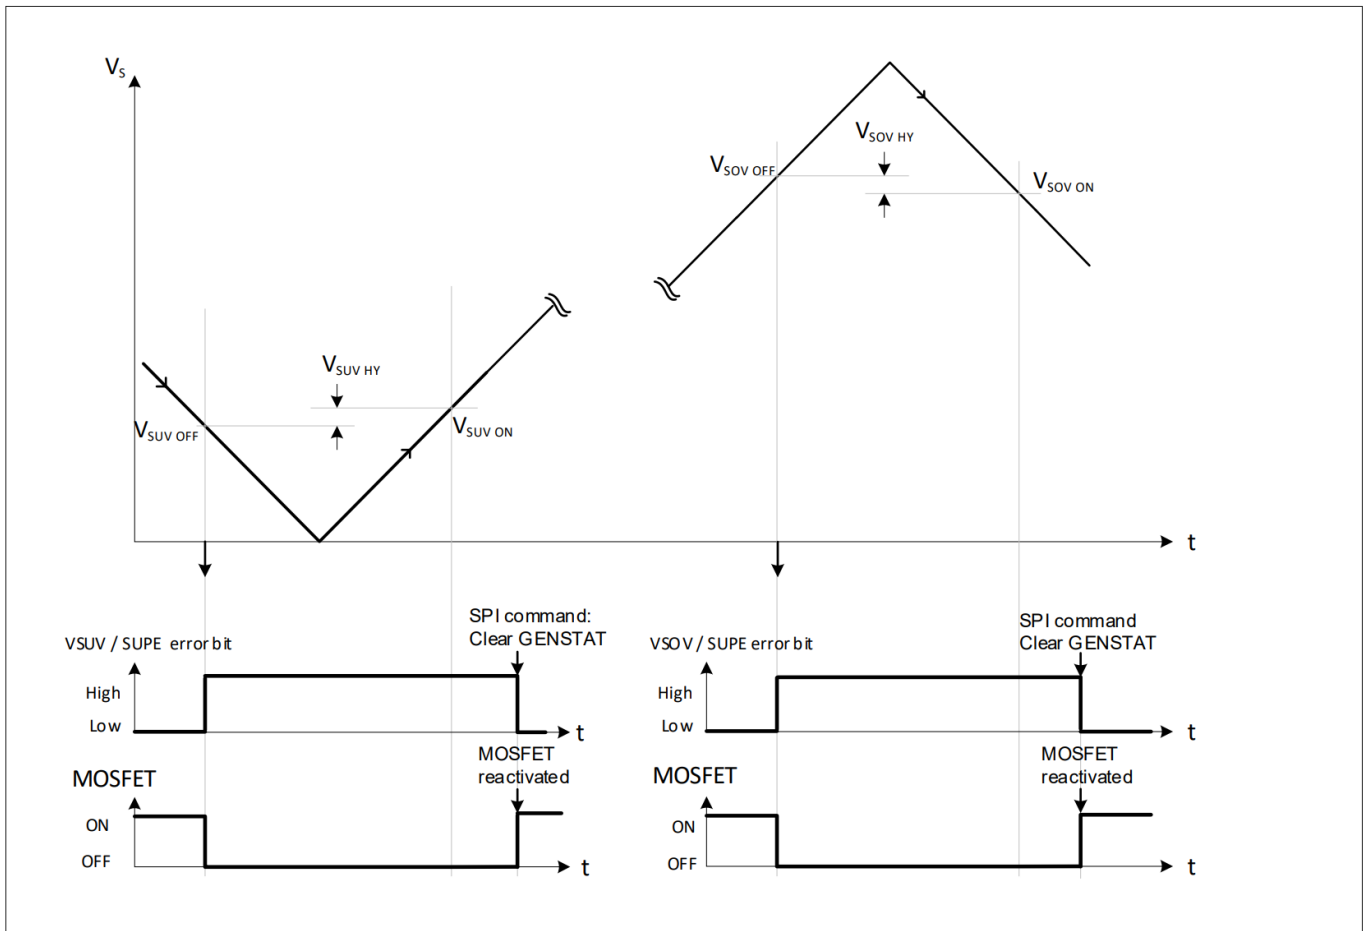 VS
VSOV HY
VSOV OFF
VSOV ON
VSUV HY
VSUV OFF
VSUV ON
t
SPI command:
Clear GENSTAT
VSUV / SUPE error bit
High
Low
t
MOSFET
reactivated
MOSFET
ON
OFF
t
SPI command
Clear GENSTAT
VSOV / SUPE error bit
High
Low
t
MOSFET
reactivated
MOSFET
ON
OFF
t